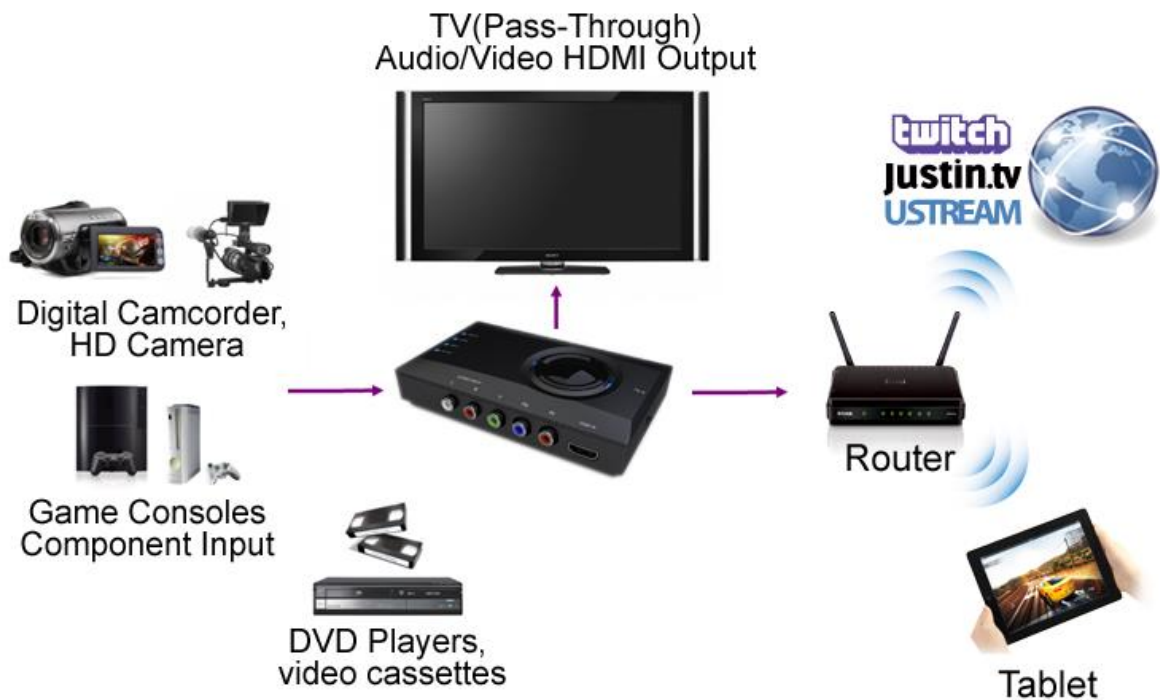 TV(Pass-Through)
Audio/Video HDMI Output
twitch
Justin.tv
USTREAM
Digital Camcorder,
HD Camera
Router
Game Consoles
Component Input
DVD Players,
video cassettes
Tablet